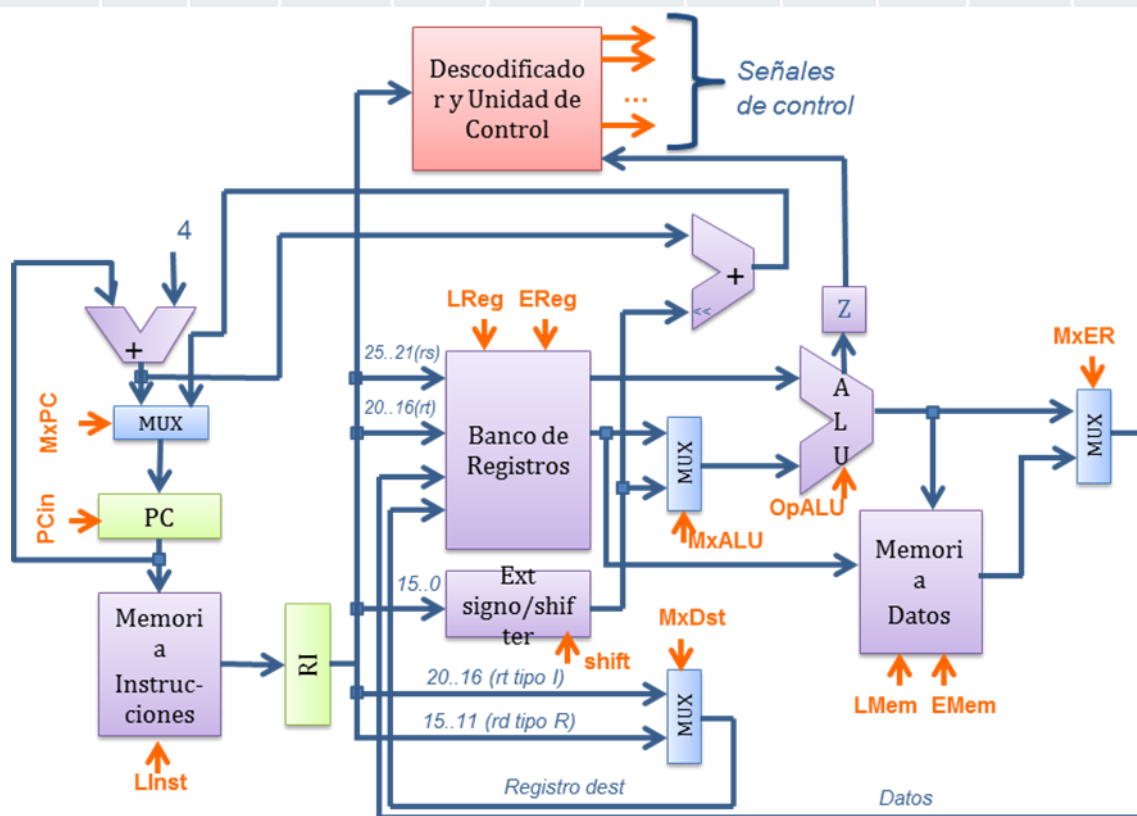 Descodificado
r y Unidad de
Control
...
Señales
de control
4
+
+
<<
LReg
EReg
Z
MxER
25..21(rs)
20..16(rt)
Banco de
Registros
MUX
A
L
U
MUX
MxPC
MUX
OpALU
MxALU
PCin
PC
Memori
a
Datos
15..0
Ext
signo/shif
ter
Memori
a
Instruc-
ciones
RI
MxDst
shift
20..16 (rt tipo I)
MUX
LMem
EMem
15..11 (rd tipo R)
LInst
Registro dest
Datos